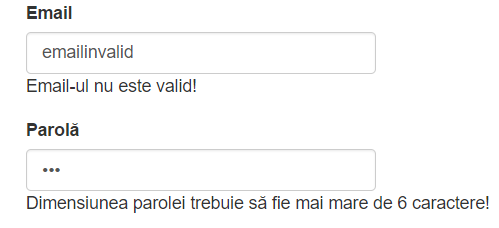 Email
emailinvalid
Email-ul nu este valid!
Parolă
•••
Dimensiunea parolei trebuie să fie mai mare de 6 caractere!